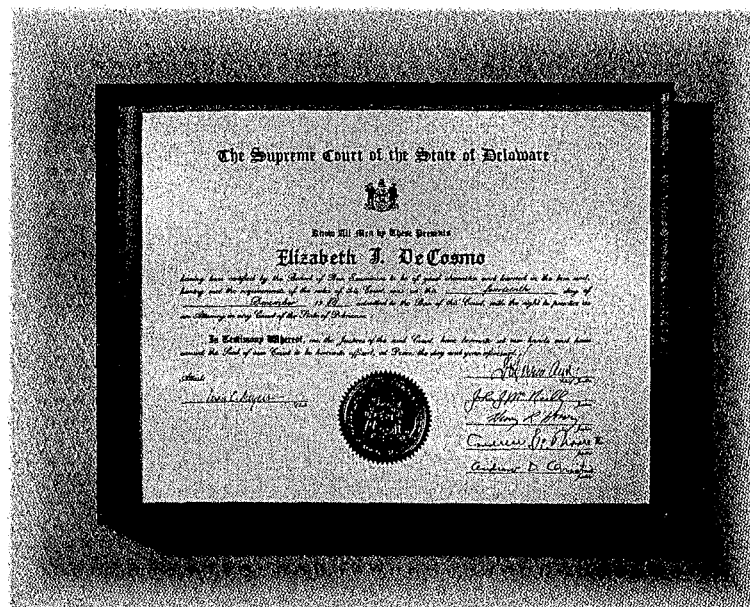 The Supreme Court of the State of Delaware
Know All Men by These Presents
Elizabeth J. DeCosmo
having been certified by the Board of Bar Examiners to be of good character and learned in the law and,
having met the requirements of the rules of this Court, was on the day of
December 19 admitted to the Bar of this Court, with the right to practice as
an Attorney in any Court of the State of Delaware.
In Testimony Whereof, we, the Justices of the said Court, have hereunto set our hands and have
caused the Seal of our Court to be hereunto affixed, at Dover, the day and year aforesaid.
Attest:
Andrew D.